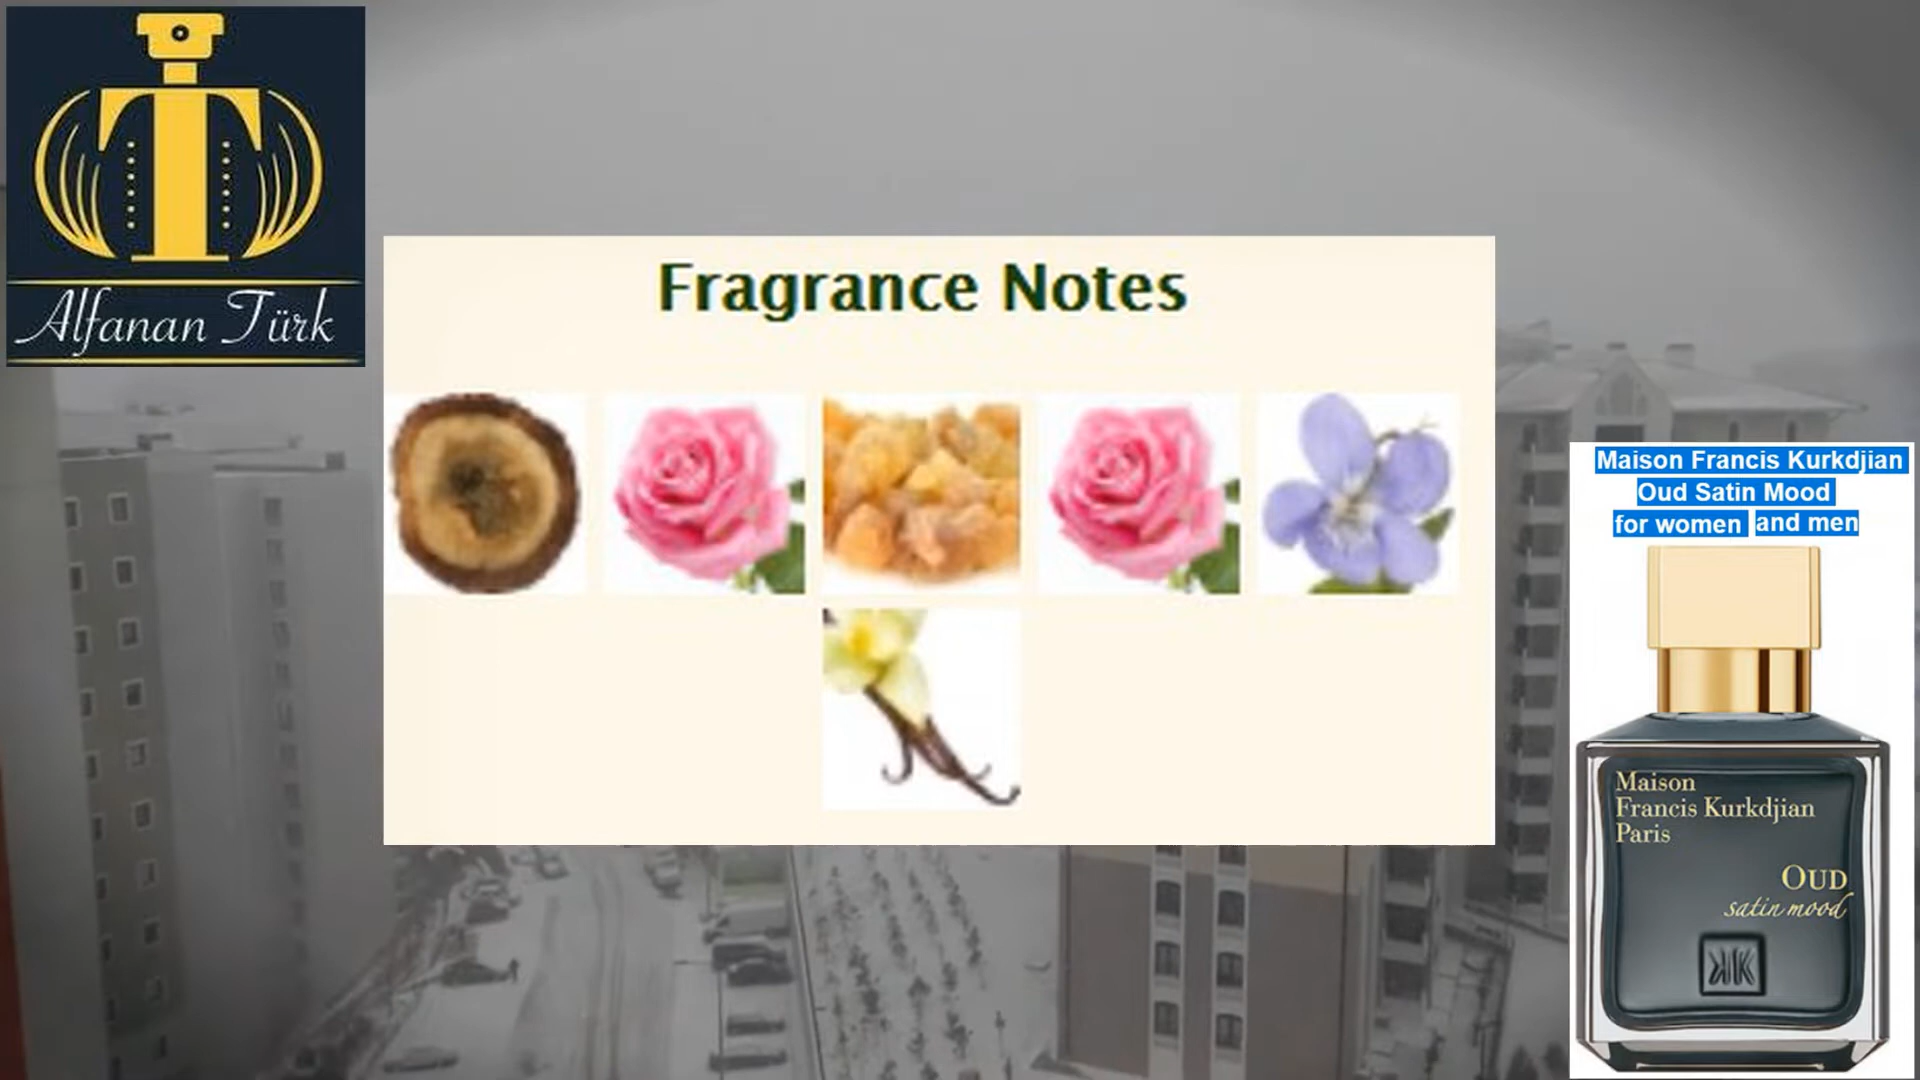 Alfanan Türk
Fragrance Notes
Maison Francis Kurkdjian
Oud Satin Mood
for women and men
Maison
Francis Kurkdjian
Paris
OUD
satin mood